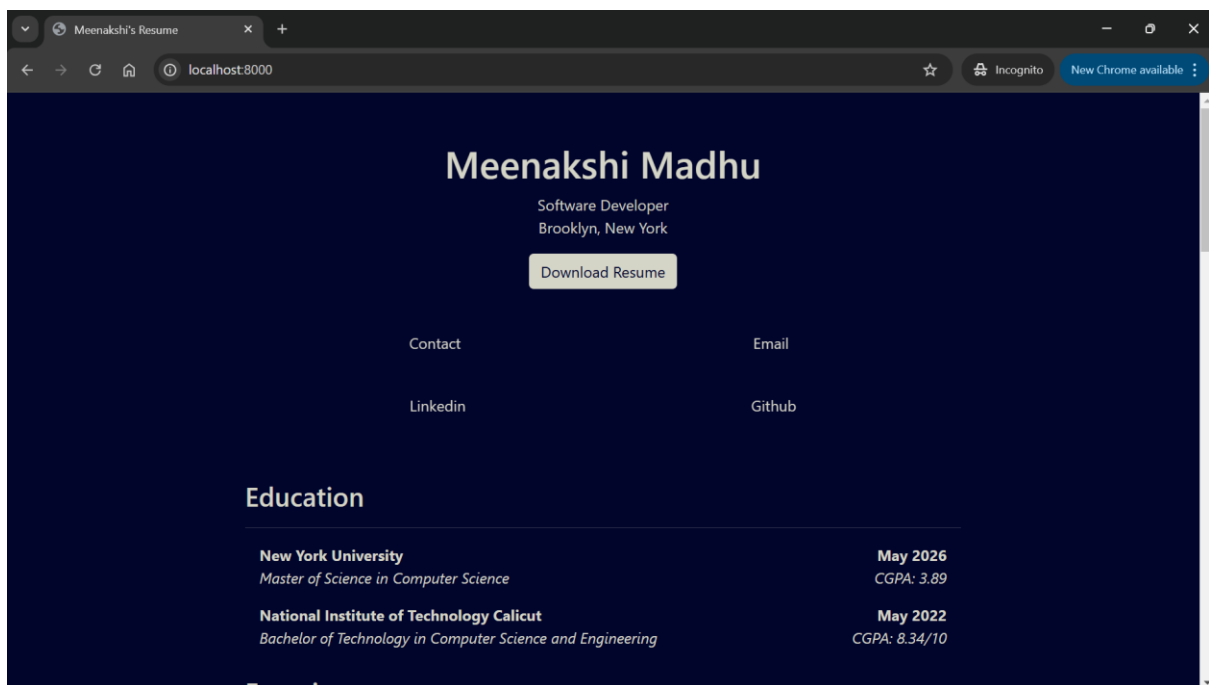 Meenakshi's Resume
localhost:8000
Incognito
New Chrome available
Meenakshi Madhu
Software Developer
Brooklyn, New York
Download Resume
Contact Email
Linkedin Github
Education
New York University May 2026
Master of Science in Computer Science CGPA: 3.89
National Institute of Technology Calicut May 2022
Bachelor of Technology in Computer Science and Engineering CGPA: 8.34/10